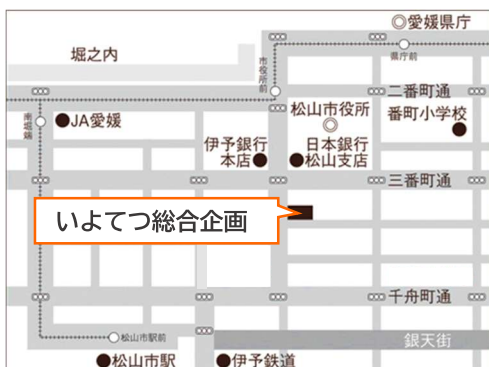 ◎愛媛県庁
堀之内
県庁前
市役所前
二番町通
松山市役所
◎
番町小学校
南堀端
●JA愛媛
伊予銀行
本店●
日本銀行
●松山支店
三番町通
いよてつ総合企画
千舟町通
松山市駅前
銀天街
●松山市駅
●伊予鉄道